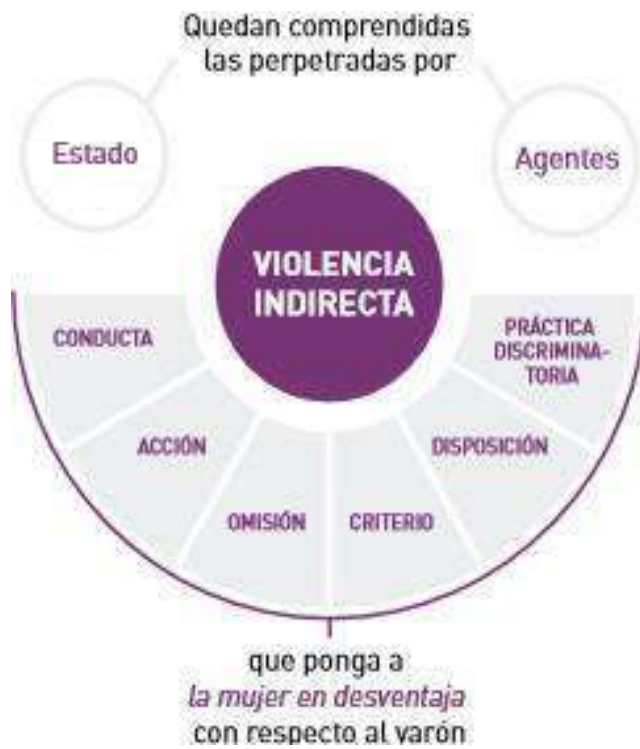 Quedan comprendidas
las perpetradas por
Estado
Agentes
VIOLENCIA
INDIRECTA
CONDUCTA
ACCIÓN
OMISIÓN
CRITERIO
DISPOSICIÓN
PRÁCTICA
DISCRIMINA-
TORIA
que ponga a
la mujer en desventaja
con respecto al varón